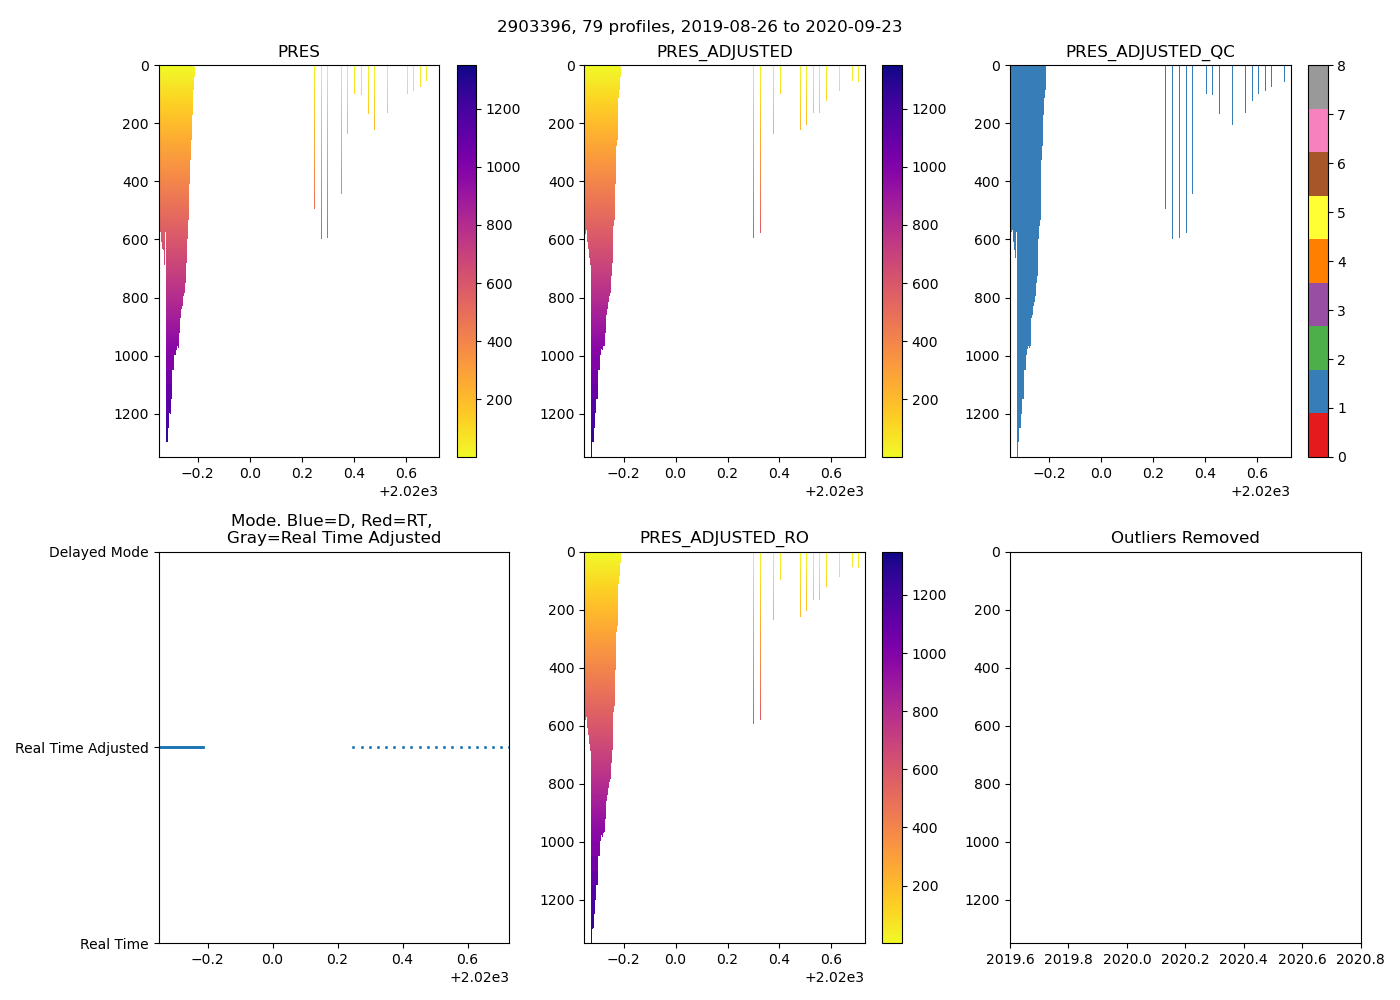 2903396, 79 profiles, 2019-08-26 to 2020-09-23
PRES
0
200
400
600
800
1000
1200
−0.2 0.0 0.2 0.4 0.6
+2.02e3
1200
1000
800
600
400
200
PRES_ADJUSTED
0
200
400
600
800
1000
1200
−0.2 0.0 0.2 0.4 0.6
+2.02e3
1200
1000
800
600
400
200
PRES_ADJUSTED_QC
0
200
400
600
800
1000
1200
−0.2 0.0 0.2 0.4 0.6
+2.02e3
8
7
6
5
4
3
2
1
0
Mode. Blue=D, Red=RT,
Gray=Real Time Adjusted
Delayed Mode
Real Time Adjusted
Real Time
−0.2 0.0 0.2 0.4 0.6
+2.02e3
PRES_ADJUSTED_RO
0
200
400
600
800
1000
1200
−0.2 0.0 0.2 0.4 0.6
+2.02e3
1200
1000
800
600
400
200
Outliers Removed
0
200
400
600
800
1000
1200
2019.6 2019.8 2020.0 2020.2 2020.4 2020.6 2020.8